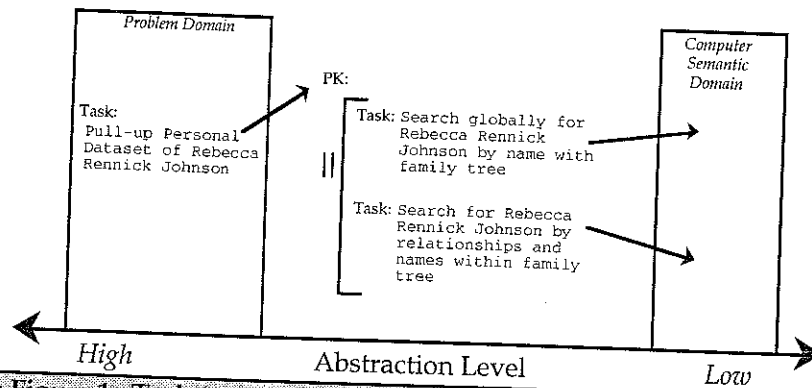 Problem Domain
Task:
Pull-up Personal
Dataset of Rebecca
Rennick Johnson
PK:
||
Task: Search globally for
Rebecca Rennick
Johnson by name with
family tree
Task: Search for Rebecca
Rennick Johnson by
relationships and
names within family
tree
Computer
Semantic
Domain
High
Abstraction Level
Low